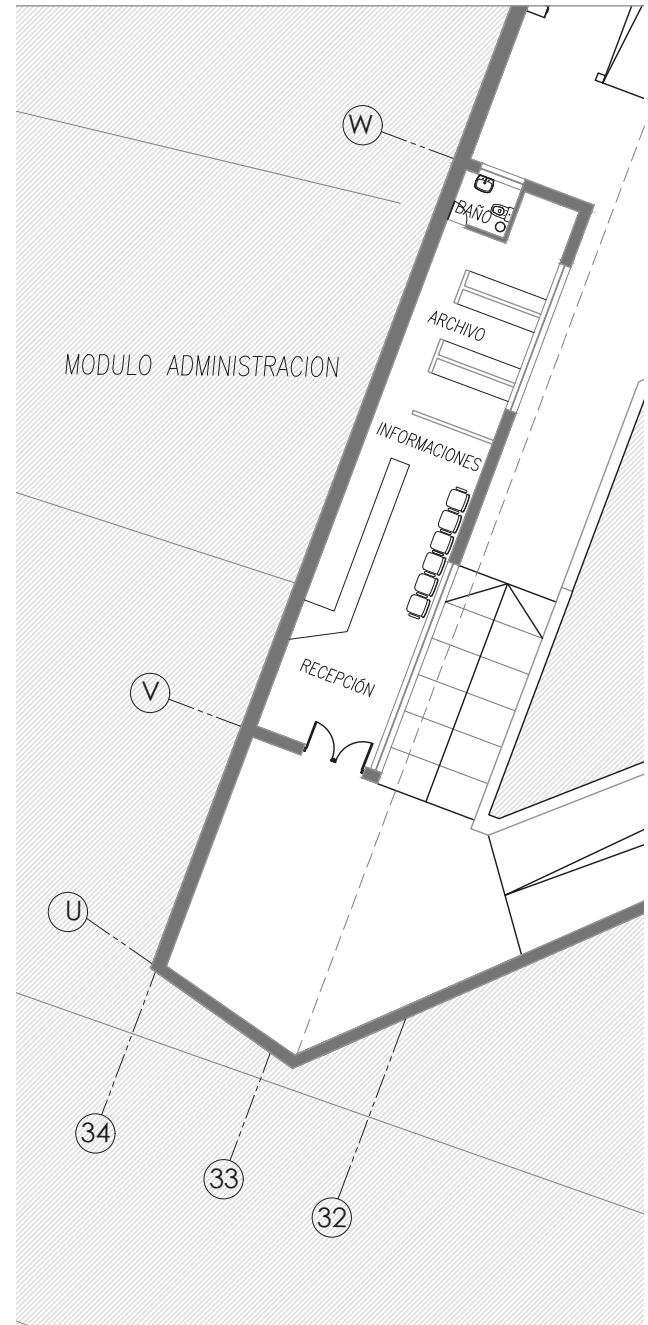 W
BAÑO
ARCHIVO
MODULO ADMINISTRACION
INFORMACIONES
RECEPCIÓN
V
U
34
33
32